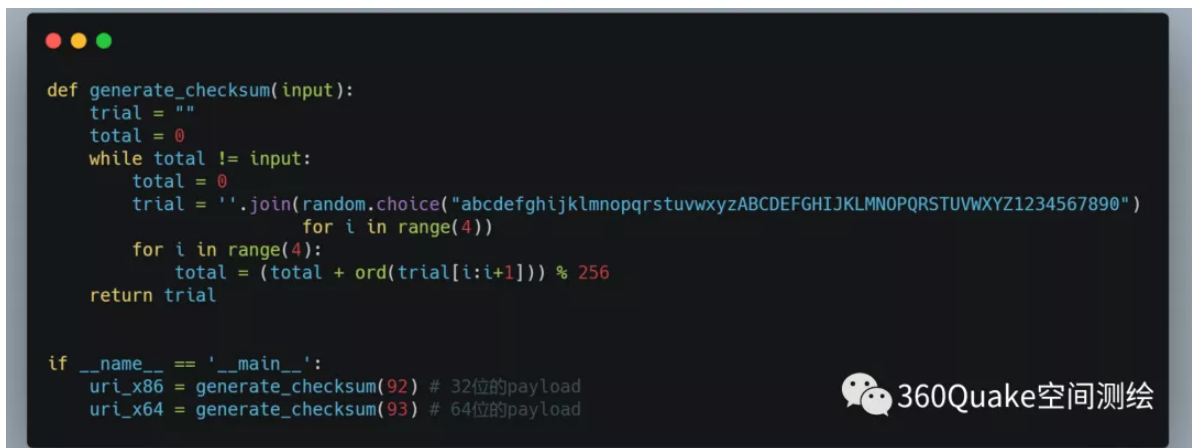 def generate_checksum(input):
    trial = ""
    total = 0
    while total != input:
        total = 0
        trial = ''.join(random.choice("abcdefghijklmnopqrstuvwxyzABCDEFGHIJKLMNOPQRSTUVWXYZ1234567890")
                        for i in range(4))
        for i in range(4):
            total = (total + ord(trial[i:i+1])) % 256
    return trial
if __name__ == '__main__':
    uri_x86 = generate_checksum(92) # 32位的payload
    uri_x64 = generate_checksum(93) # 64位的payload
360Quake空间测绘